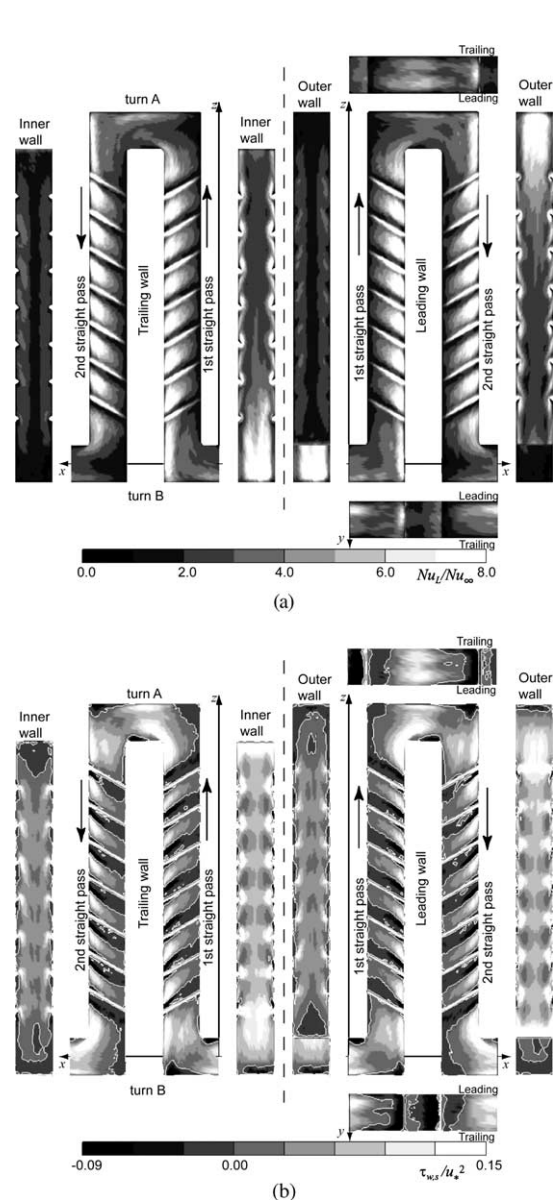 Trailing
Leading
turn A
z
z
Outer wall
Outer wall
Inner wall
Inner wall
2nd straight pass
Trailing wall
1st straight pass
1st straight pass
Leading wall
2nd straight pass
x
x
turn B
Leading
y
Trailing
0.0 2.0 4.0 6.0 Nu_L/Nu_∞ 8.0
(a)
Trailing
Leading
turn A
z
z
Outer wall
Outer wall
Inner wall
Inner wall
2nd straight pass
Trailing wall
1st straight pass
1st straight pass
Leading wall
2nd straight pass
x
x
turn B
Leading
y
Trailing
-0.09 0.00 τ_w,s/u_*² 0.15
(b)